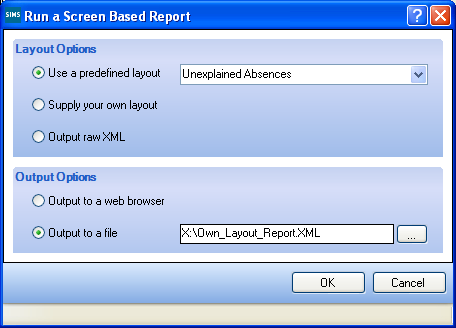 SIMS Run a Screen Based Report ?
Layout Options
Use a predefined layout Unexplained Absences
Supply your own layout
Output raw XML
Output Options
Output to a web browser
Output to a file X:\Own_Layout_Report.XML ...
OK Cancel